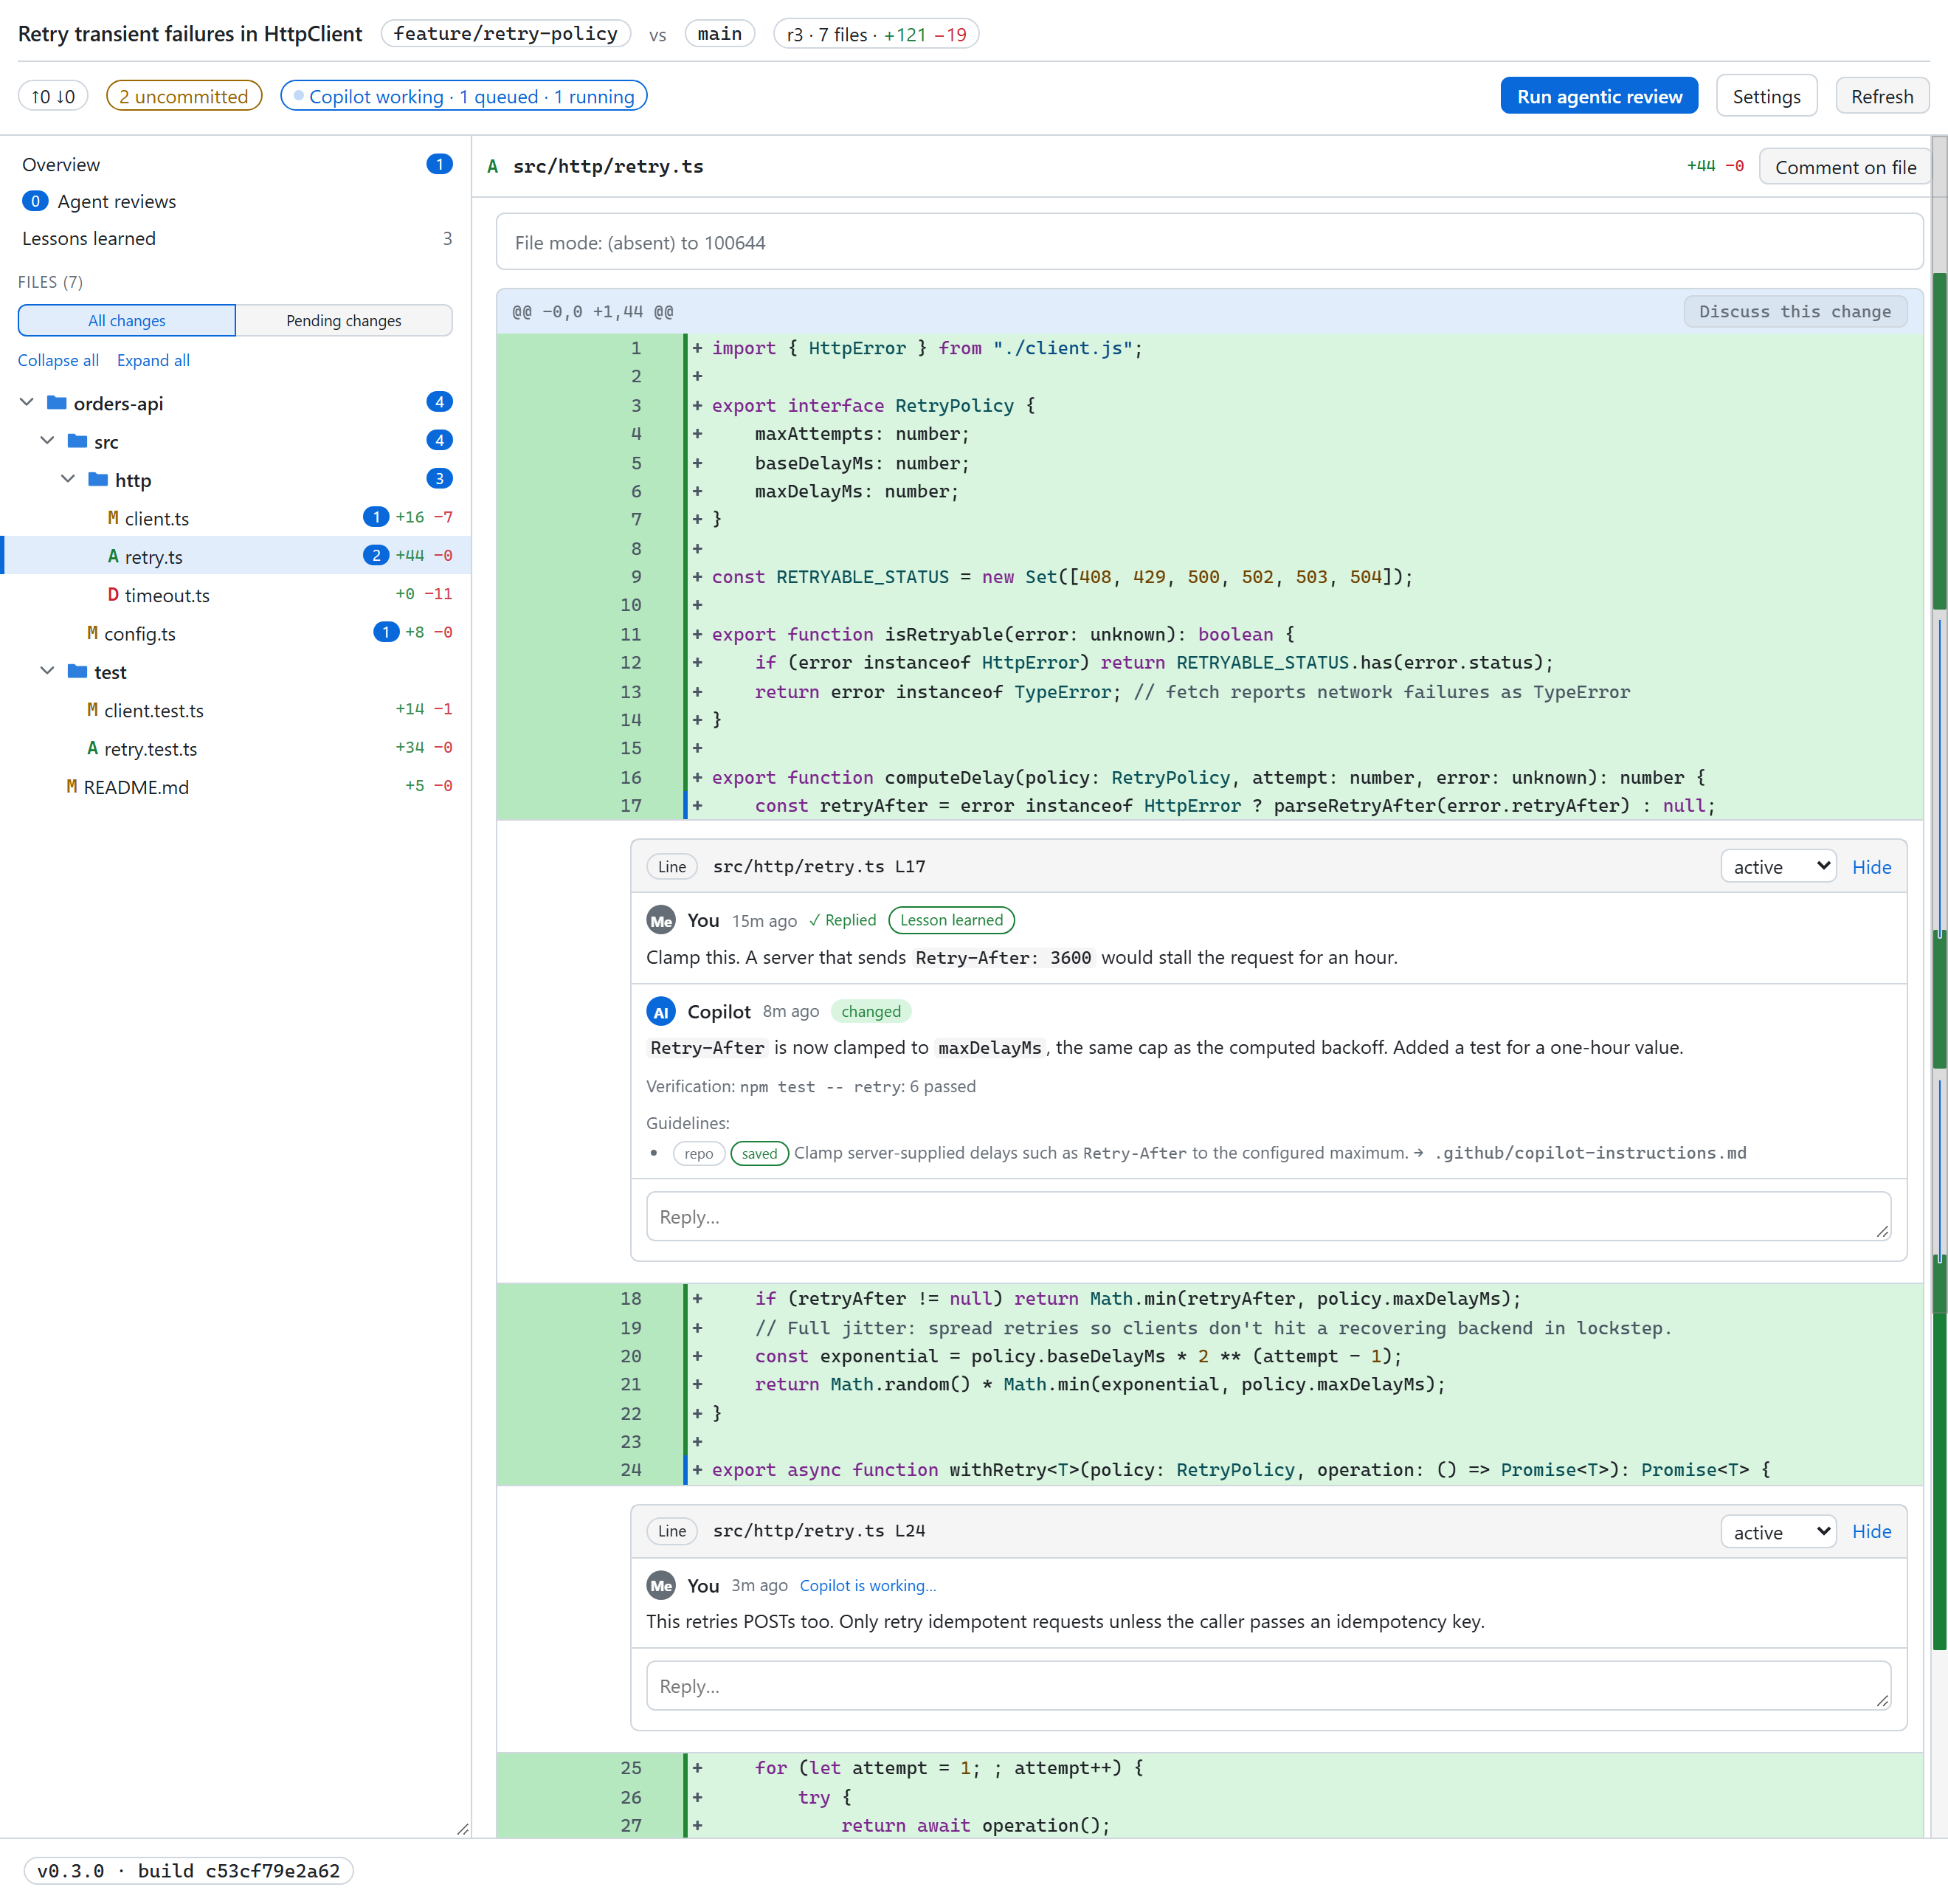 Retry transient failures in HttpClient feature/retry-policy vs main r3 · 7 files · +121 −19
↑0 ↓0 2 uncommitted Copilot working · 1 queued · 1 running Run agentic review Settings Refresh
Overview 1
0 Agent reviews
Lessons learned 3
FILES (7)
All changes Pending changes
Collapse all Expand all
orders-api 4
src 4
http 3
M client.ts 1 +16 −7
A retry.ts 2 +44 −0
D timeout.ts +0 −11
M config.ts 1 +8 −0
test
M client.test.ts +14 −1
A retry.test.ts +34 −0
M README.md +5 −0
A src/http/retry.ts +44 −0 Comment on file
File mode: (absent) to 100644
@@ −0,0 +1,44 @@ Discuss this change
1 + import { HttpError } from "./client.js";
2 +
3 + export interface RetryPolicy {
4 + maxAttempts: number;
5 + baseDelayMs: number;
6 + maxDelayMs: number;
7 + }
8 +
9 + const RETRYABLE_STATUS = new Set([408, 429, 500, 502, 503, 504]);
10 +
11 + export function isRetryable(error: unknown): boolean {
12 + if (error instanceof HttpError) return RETRYABLE_STATUS.has(error.status);
13 + return error instanceof TypeError; // fetch reports network failures as TypeError
14 + }
15 +
16 + export function computeDelay(policy: RetryPolicy, attempt: number, error: unknown): number {
17 + const retryAfter = error instanceof HttpError ? parseRetryAfter(error.retryAfter) : null;
Line src/http/retry.ts L17 active Hide
Me You 15m ago ✓ Replied Lesson learned
Clamp this. A server that sends Retry-After: 3600 would stall the request for an hour.
AI Copilot 8m ago changed
Retry-After is now clamped to maxDelayMs, the same cap as the computed backoff. Added a test for a one-hour value.
Verification: npm test -- retry: 6 passed
Guidelines:
• repo saved Clamp server-supplied delays such as Retry-After to the configured maximum. → .github/copilot-instructions.md
Reply...
18 + if (retryAfter != null) return Math.min(retryAfter, policy.maxDelayMs);
19 + // Full jitter: spread retries so clients don't hit a recovering backend in lockstep.
20 + const exponential = policy.baseDelayMs * 2 ** (attempt - 1);
21 + return Math.random() * Math.min(exponential, policy.maxDelayMs);
22 + }
23 +
24 + export async function withRetry<T>(policy: RetryPolicy, operation: () => Promise<T>): Promise<T> {
Line src/http/retry.ts L24 active Hide
Me You 3m ago Copilot is working...
This retries POSTs too. Only retry idempotent requests unless the caller passes an idempotency key.
Reply...
25 + for (let attempt = 1; ; attempt++) {
26 + try {
27 + return await operation();
v0.3.0 · build c53cf79e2a62